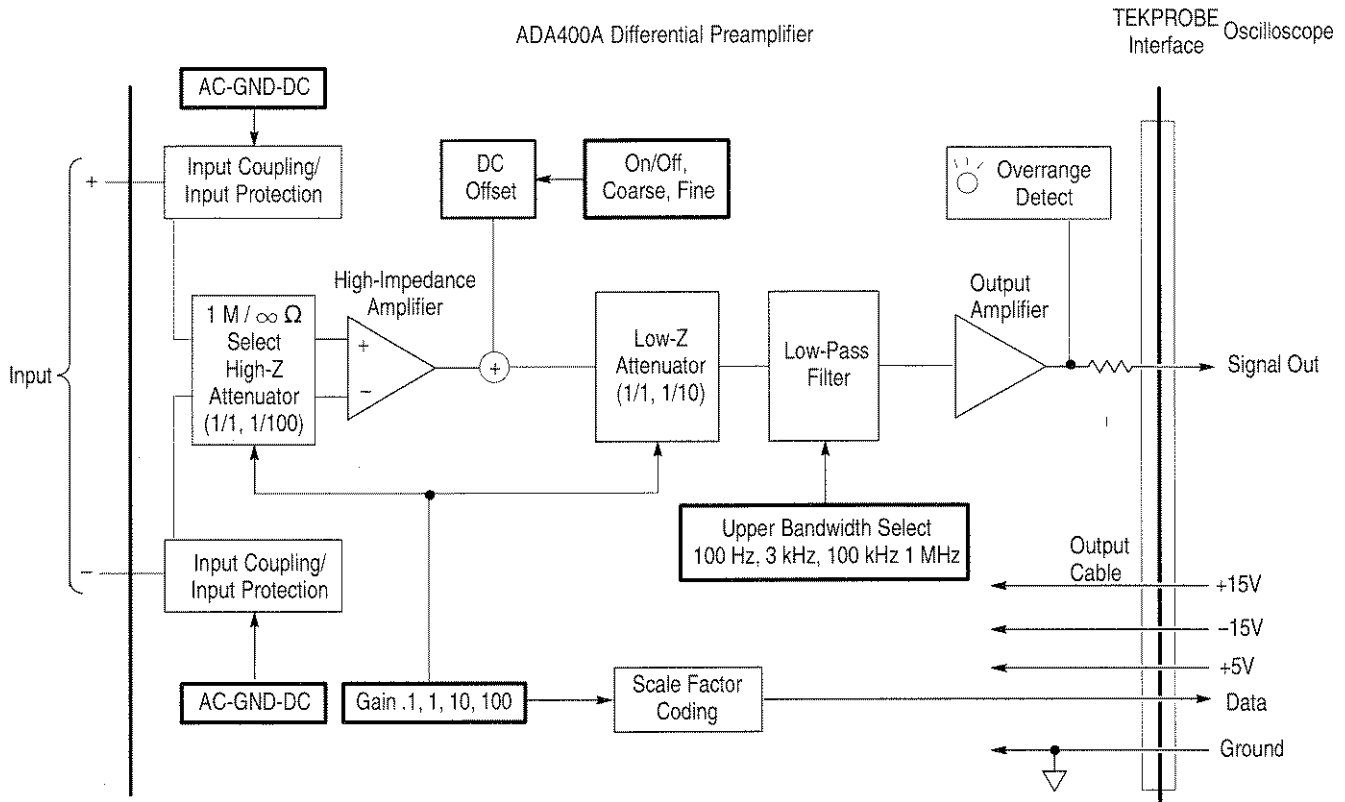 ADA400A Differential Preamplifier
TEKPROBE
Interface
Oscilloscope
AC-GND-DC
Input Coupling/
Input Protection
+
DC
Offset
On/Off,
Coarse, Fine
Overrange
Detect
High-Impedance
Amplifier
1 M / ∞ Ω
Select
High-Z
Attenuator
(1/1, 1/100)
+
−
+
Low-Z
Attenuator
(1/1, 1/10)
Low-Pass
Filter
Output
Amplifier
Signal Out
Input
Upper Bandwidth Select
100 Hz, 3 kHz, 100 kHz 1 MHz
−
Input Coupling/
Input Protection
Output
Cable
+15V
−15V
+5V
AC-GND-DC
Gain .1, 1, 10, 100
Scale Factor
Coding
Data
Ground